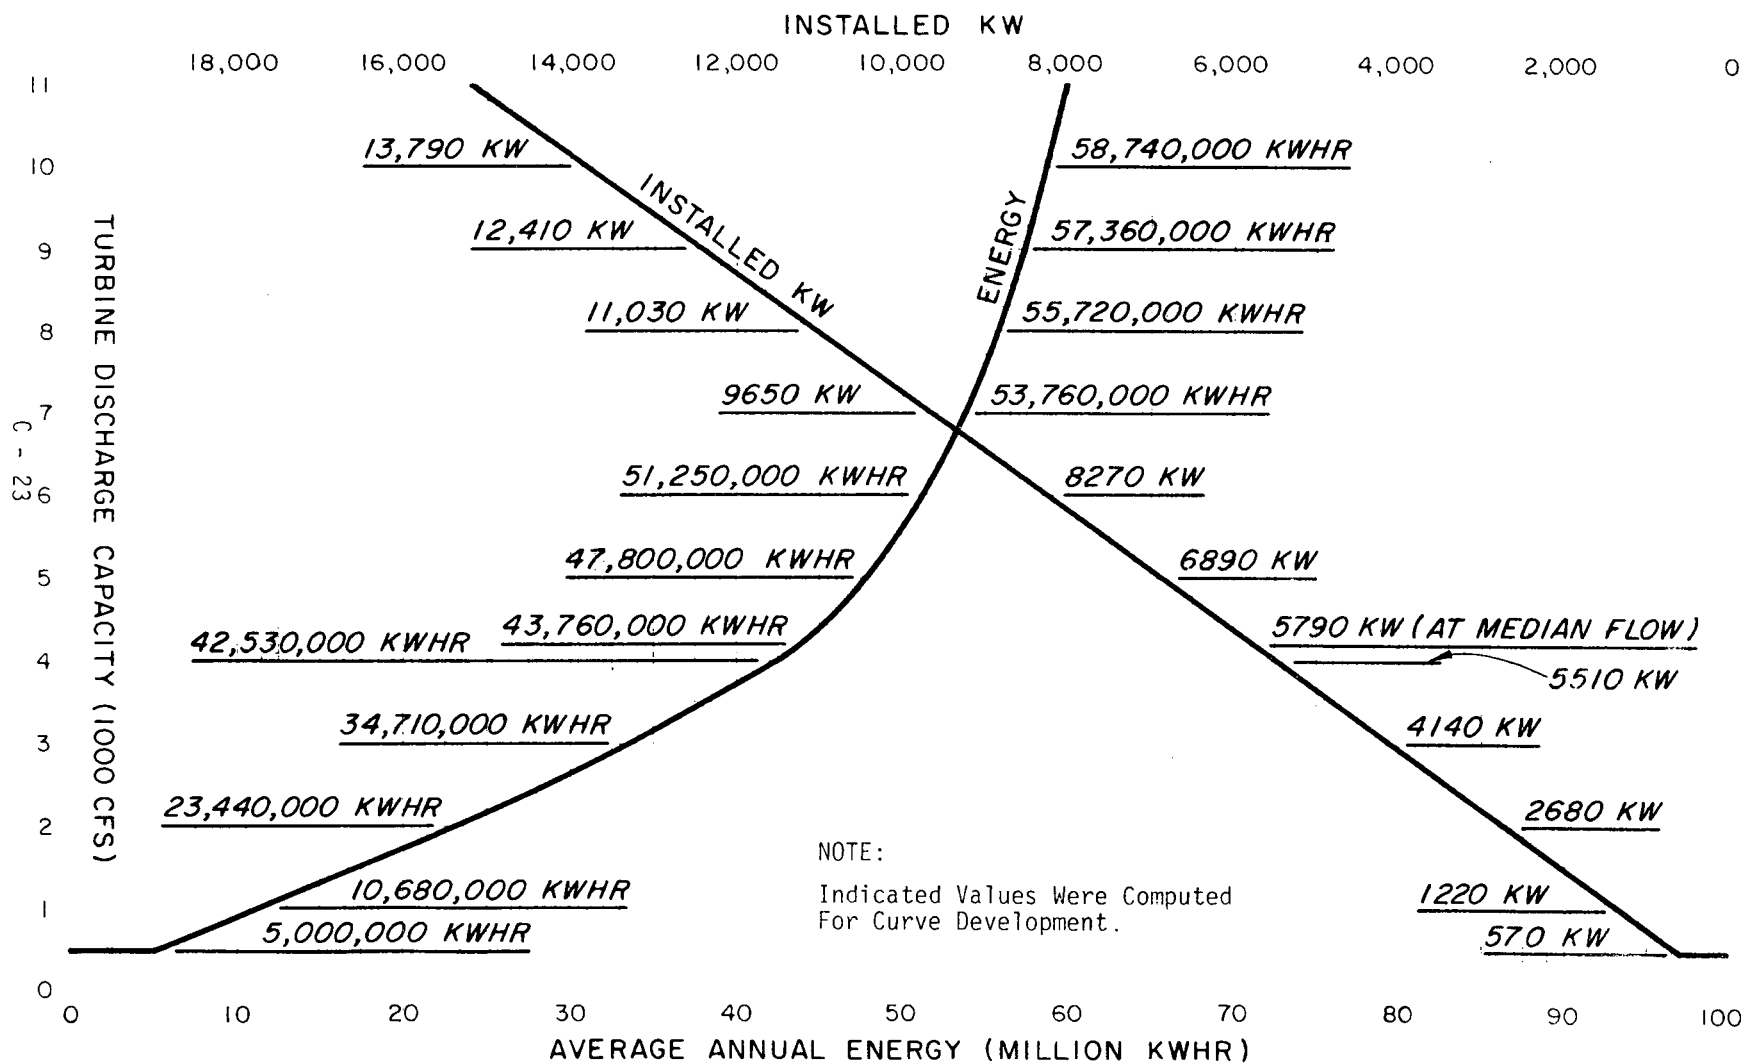 INSTALLED KW
18,000 16,000 14,000 12,000 10,000 8,000 6,000 4,000 2,000 0
11
13,790 KW
58,740,000 KWHR
10
INSTALLED KW
ENERGY
12,410 KW
57,360,000 KWHR
9
11,030 KW
55,720,000 KWHR
8
9650 KW
53,760,000 KWHR
7
TURBINE DISCHARGE CAPACITY (1000 CFS)
C - 23
51,250,000 KWHR
8270 KW
6
47,800,000 KWHR
6890 KW
5
43,760,000 KWHR
5790 KW (AT MEDIAN FLOW)
42,530,000 KWHR
4
5510 KW
34,710,000 KWHR
4140 KW
3
23,440,000 KWHR
2680 KW
2
NOTE:
Indicated Values Were Computed
For Curve Development.
10,680,000 KWHR
1220 KW
1
5,000,000 KWHR
570 KW
0
0 10 20 30 40 50 60 70 80 90 100
AVERAGE ANNUAL ENERGY (MILLION KWHR)